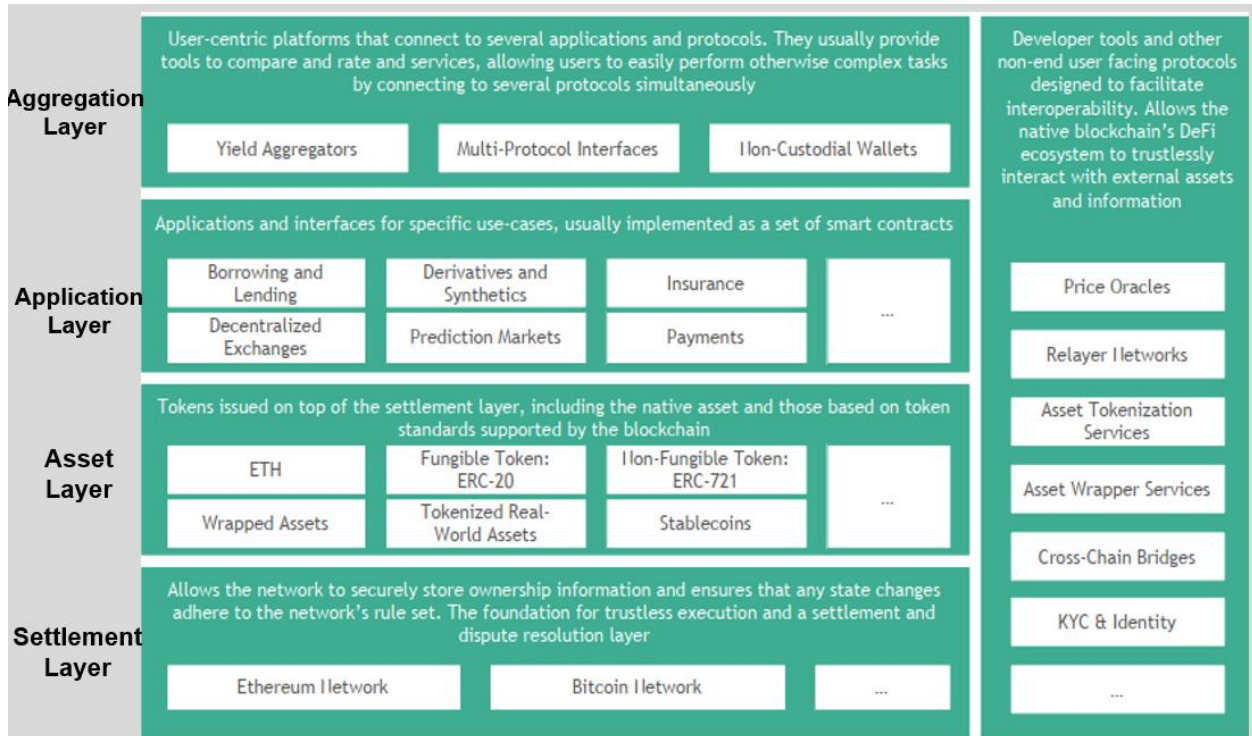 Aggregation
Layer
User-centric platforms that connect to several applications and protocols. They usually provide
tools to compare and rate and services, allowing users to easily perform otherwise complex tasks
by connecting to several protocols simultaneously
Yield Aggregators
Multi-Protocol Interfaces
Non-Custodial Wallets
Application
Layer
Applications and interfaces for specific use-cases, usually implemented as a set of smart contracts
Borrowing and
Lending
Derivatives and
Synthetics
Insurance
...
Decentralized
Exchanges
Prediction Markets
Payments
Asset
Layer
Tokens issued on top of the settlement layer, including the native asset and those based on token
standards supported by the blockchain
ETH
Fungible Token:
ERC-20
Non-Fungible Token:
ERC-721
...
Wrapped Assets
Tokenized Real-
World Assets
Stablecoins
Settlement
Layer
Allows the network to securely store ownership information and ensures that any state changes
adhere to the network's rule set. The foundation for trustless execution and a settlement and
dispute resolution layer
Ethereum Network
Bitcoin Network
...
Developer tools and other
non-end user facing protocols
designed to facilitate
interoperability. Allows the
native blockchain's DeFi
ecosystem to trustlessly
interact with external assets
and information
Price Oracles
Relayer Networks
Asset Tokenization
Services
Asset Wrapper Services
Cross-Chain Bridges
KYC & Identity
...